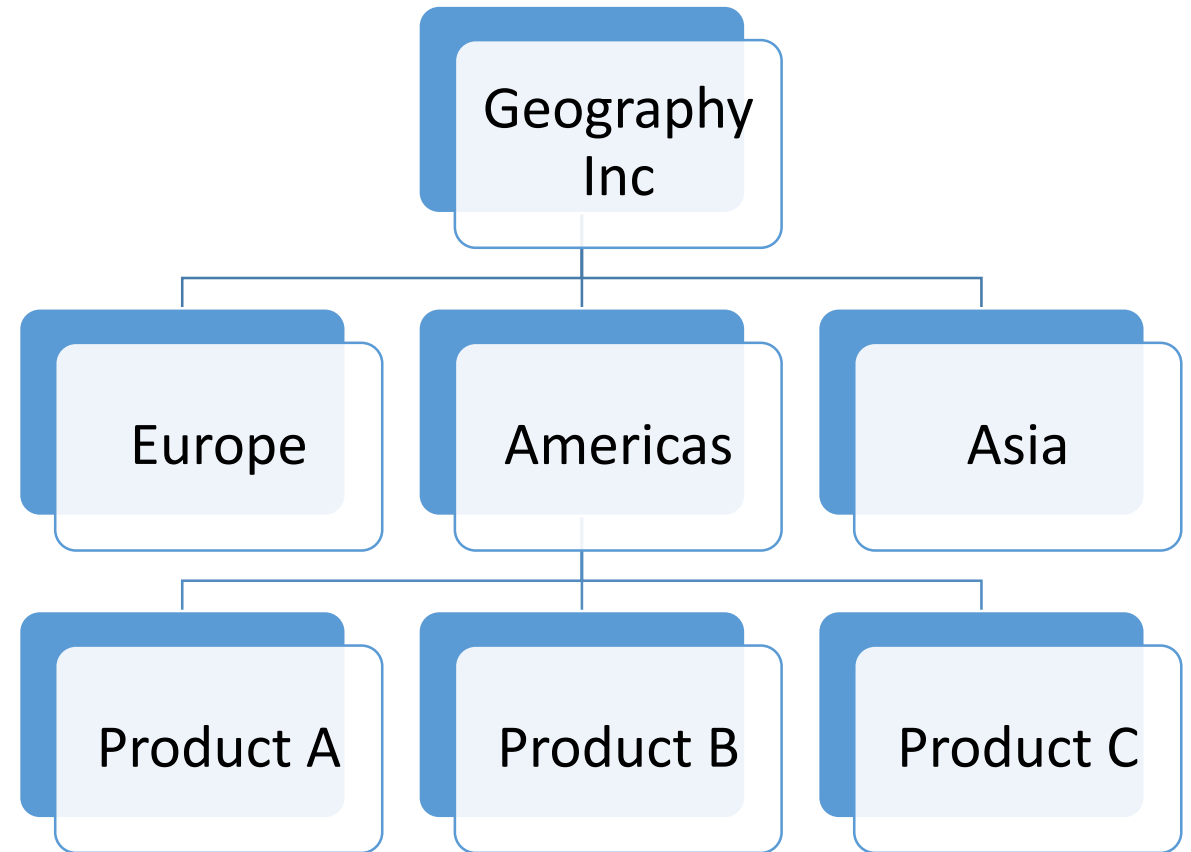 Geography
Inc
Europe
Americas
Asia
Product A
Product B
Product C